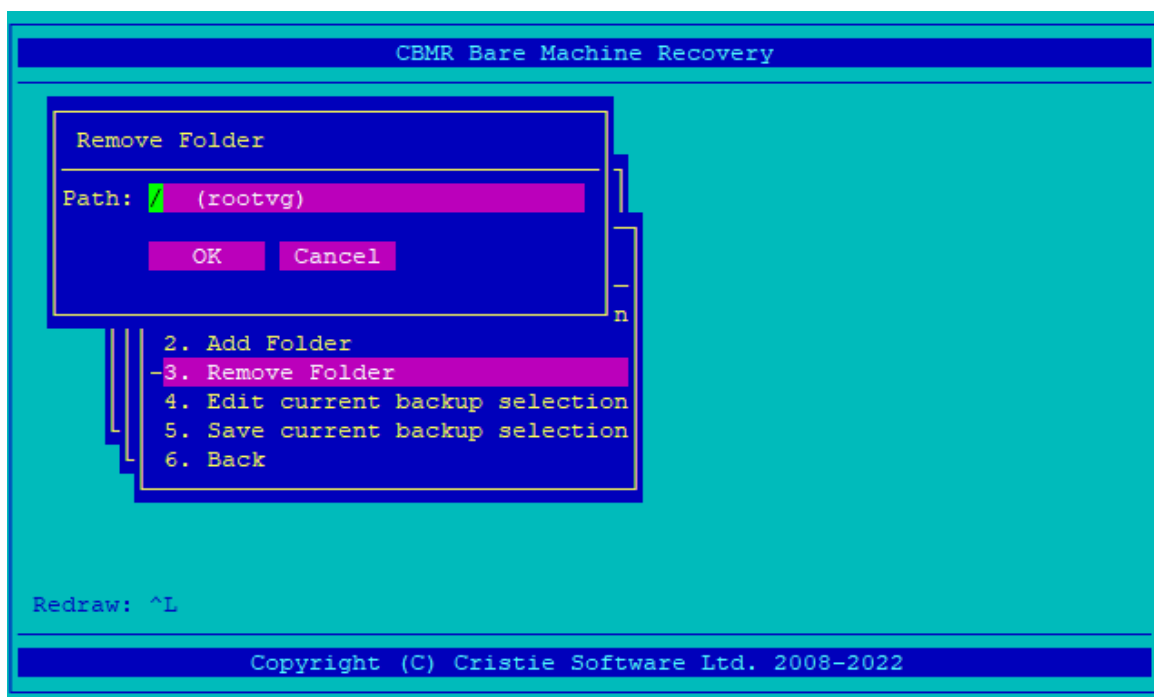 CBMR Bare Machine Recovery
Remove Folder
Path: /  (rootvg)
OK  Cancel
n
2. Add Folder
3. Remove Folder
4. Edit current backup selection
5. Save current backup selection
6. Back
Redraw: ^L
Copyright (C) Cristie Software Ltd. 2008-2022